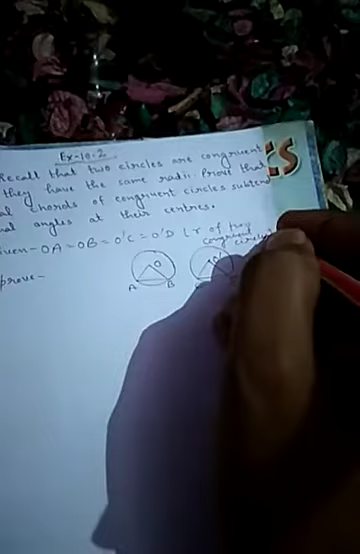 Ex-10.2
Recall that two circles are congruent
they have the same radii. Prove that
chords of congruent circles subtend
angles at their centres.
OA=OB=O'C=O'D [r of two
congruent circles
prove-
O O'
A B
CS